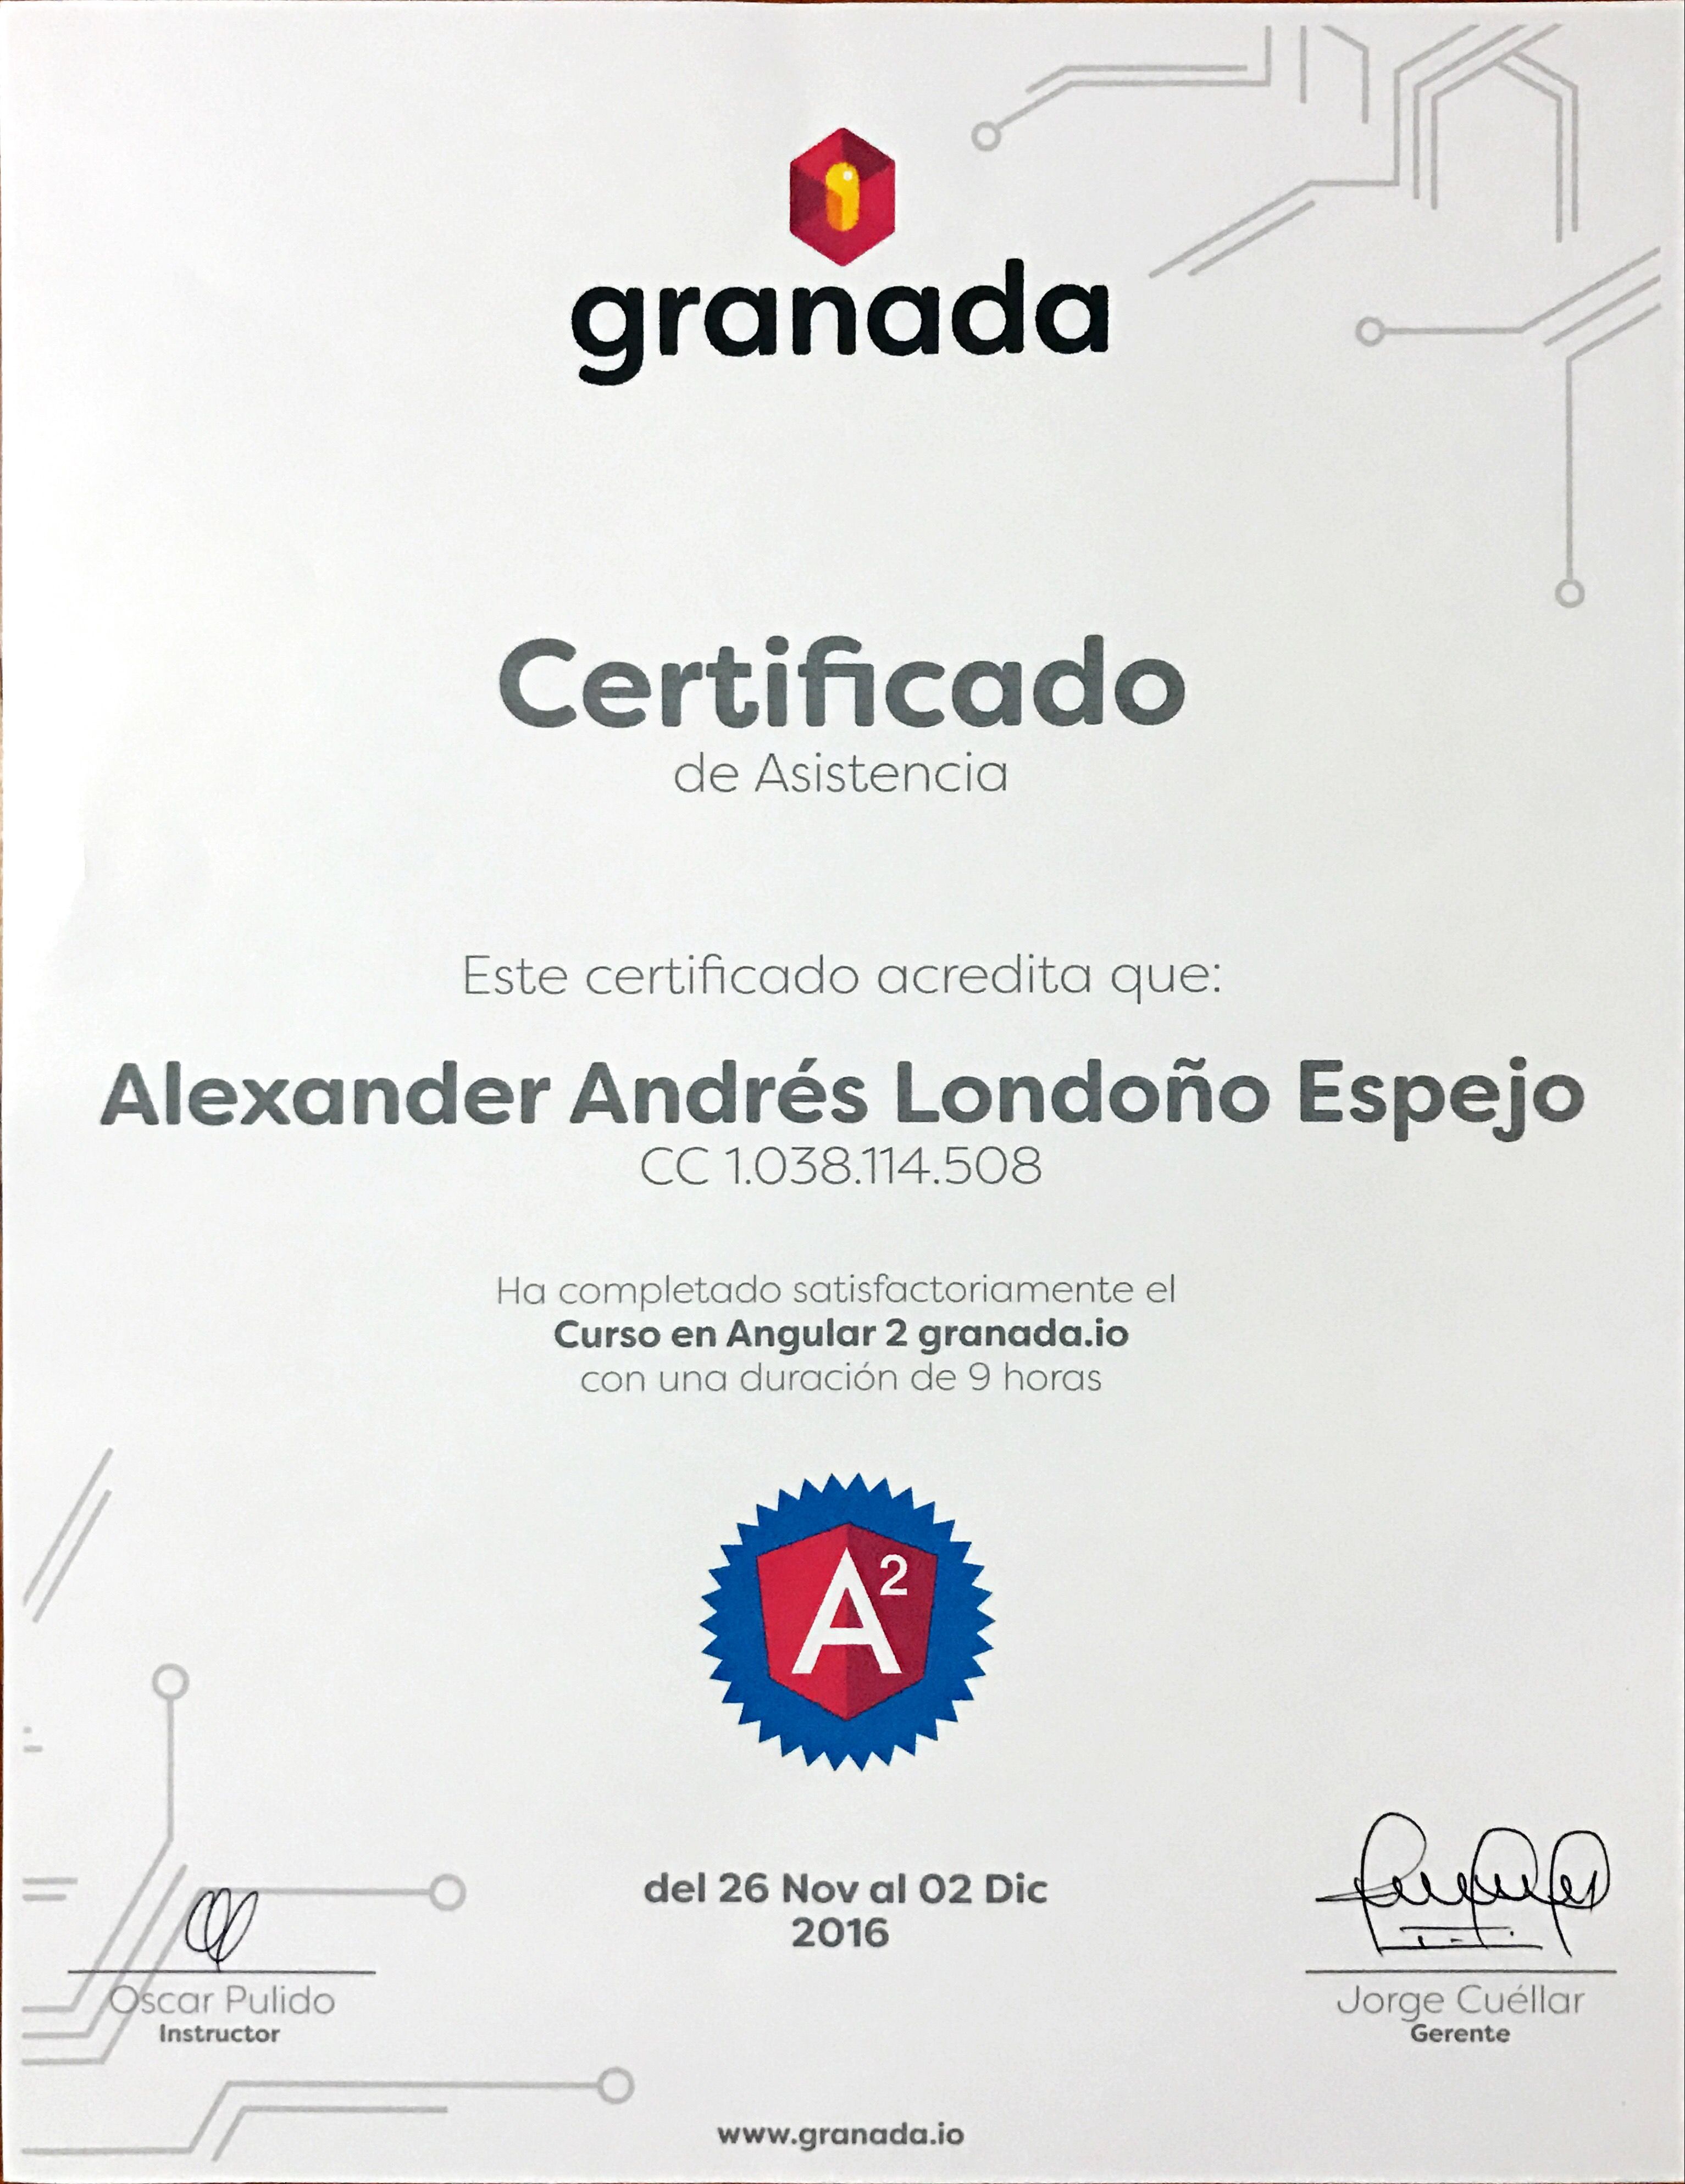 granada
Certificado
de Asistencia
Este certificado acredita que:
Alexander Andrés Londoño Espejo
CC 1.038.114.508
Ha completado satisfactoriamente el
Curso en Angular 2 granada.io
con una duración de 9 horas
A²
del 26 Nov al 02 Dic
2016
Oscar Pulido
Instructor
Jorge Cuéllar
Gerente
www.granada.io